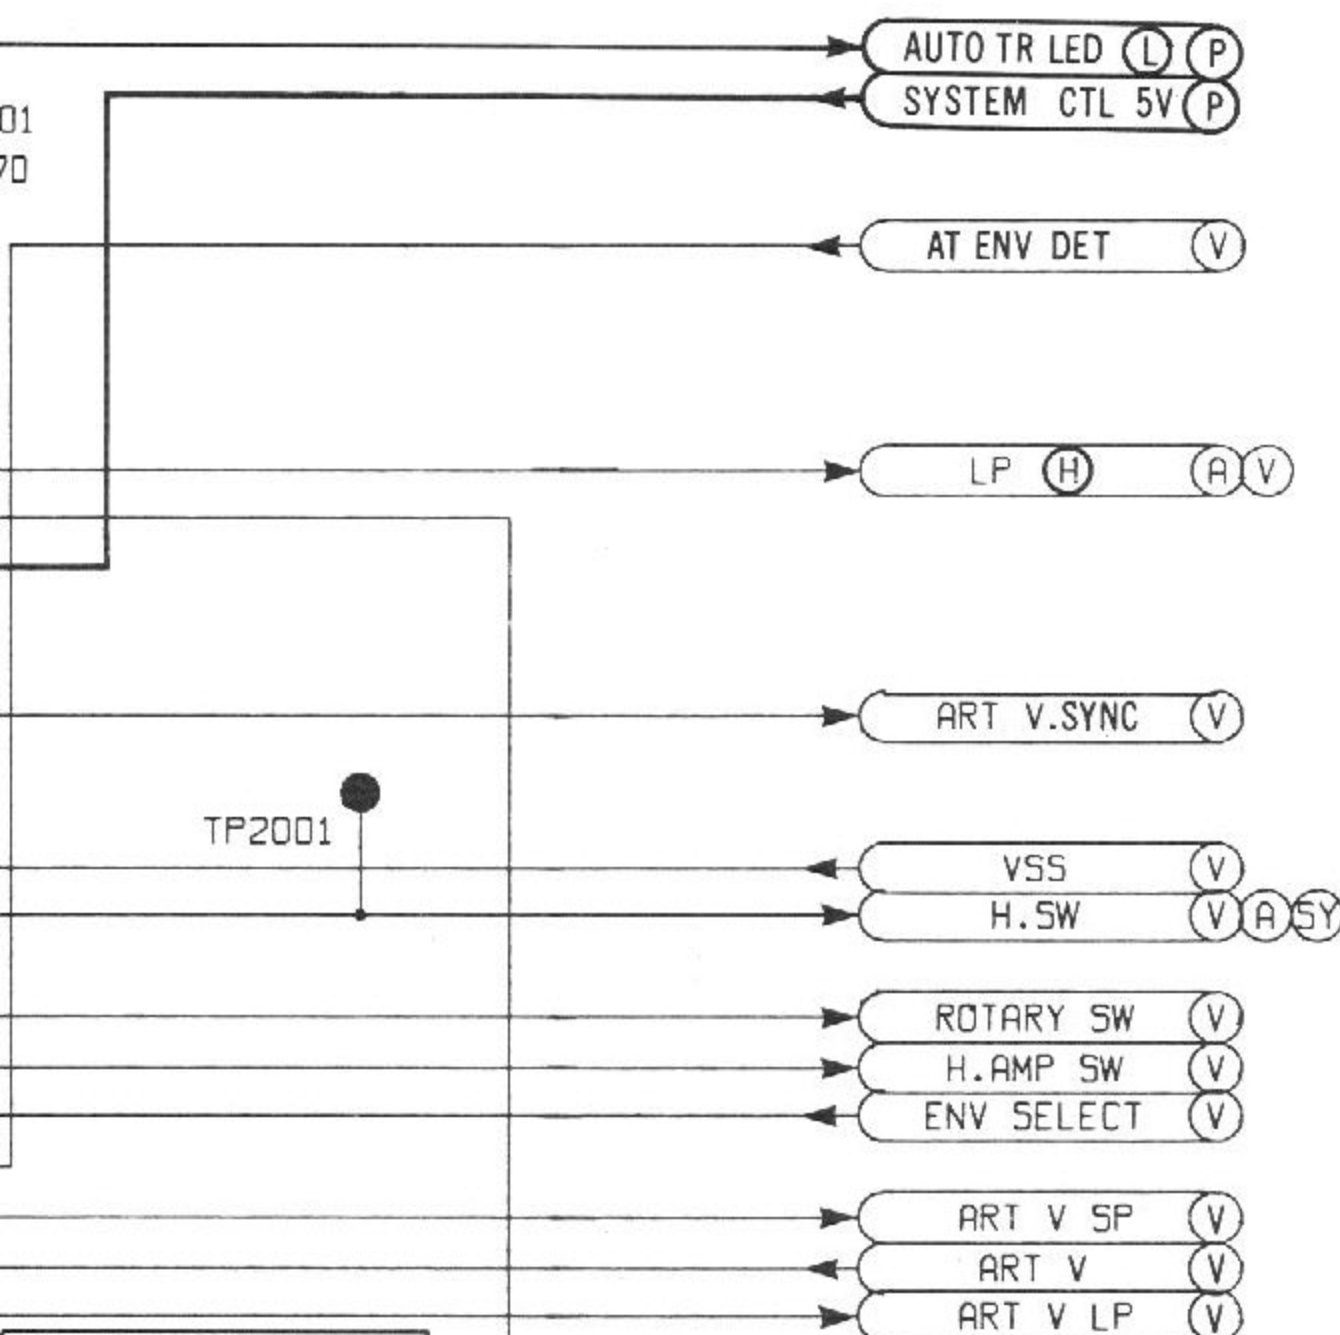 AUTO TR LED L P
SYSTEM CTL 5V P
01
70
AT ENV DET V
LP H A V
ART V.SYNC V
TP2001
VSS V
H.SW V A SY
ROTARY SW V
H.AMP SW V
ENV SELECT V
ART V SP V
ART V V
ART V LP V